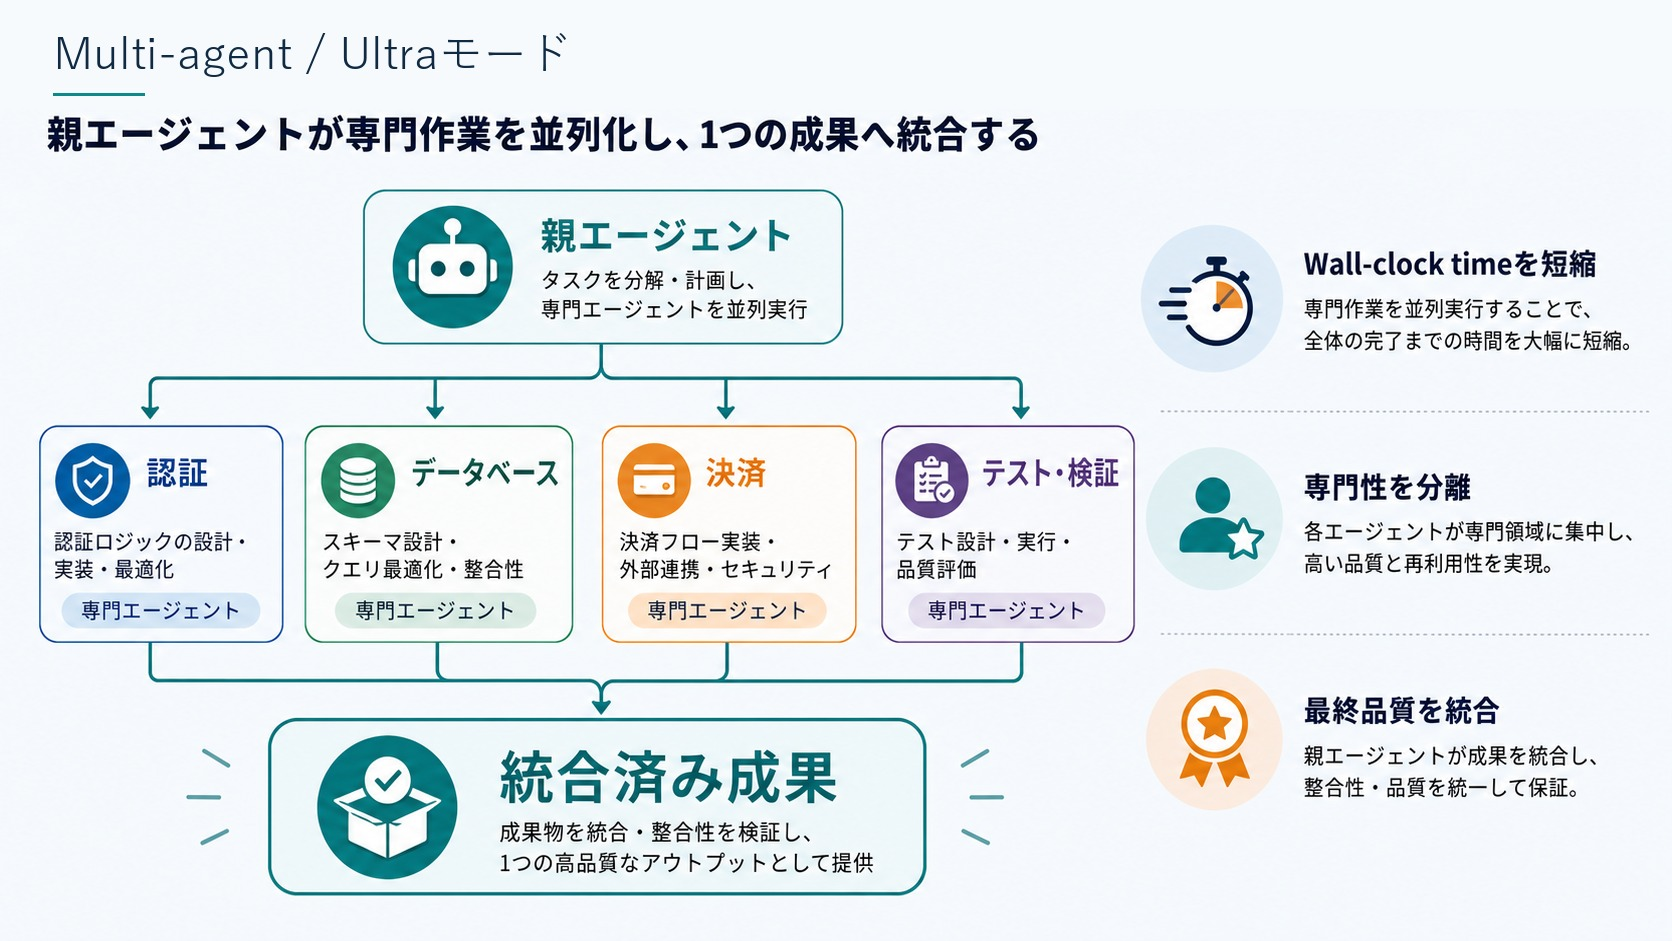 Multi-agent / Ultraモード
親エージェントが専門作業を並列化し、1つの成果へ統合する
親エージェント
タスクを分解・計画し、
専門エージェントを並列実行
認証
認証ロジックの設計・
実装・最適化
専門エージェント
データベース
スキーマ設計・
クエリ最適化・整合性
専門エージェント
決済
決済フロー実装・
外部連携・セキュリティ
専門エージェント
テスト・検証
テスト設計・実行・
品質評価
専門エージェント
統合済み成果
成果物を統合・整合性を検証し、
1つの高品質なアウトプットとして提供
Wall-clock timeを短縮
専門作業を並列実行することで、
全体の完了までの時間を大幅に短縮。
専門性を分離
各エージェントが専門領域に集中し、
高い品質と再利用性を実現。
最終品質を統合
親エージェントが成果を統合し、
整合性・品質を統一して保証。